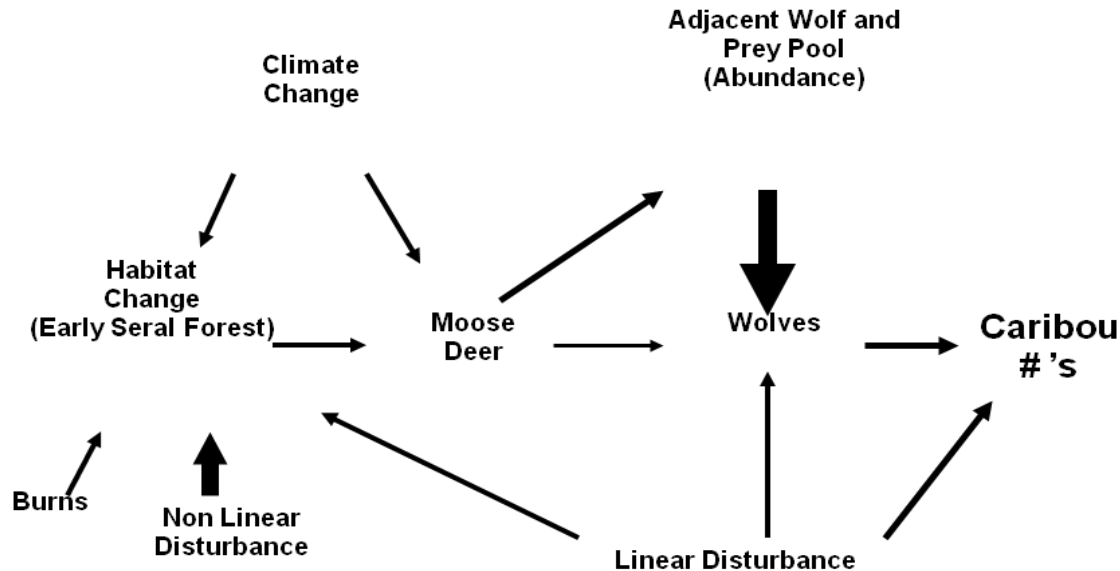 Adjacent Wolf and
Prey Pool
(Abundance)
Climate
Change
Habitat
Change
(Early Seral Forest)
Moose
Deer
Wolves
Caribou
# 's
Burns
Non Linear
Disturbance
Linear Disturbance